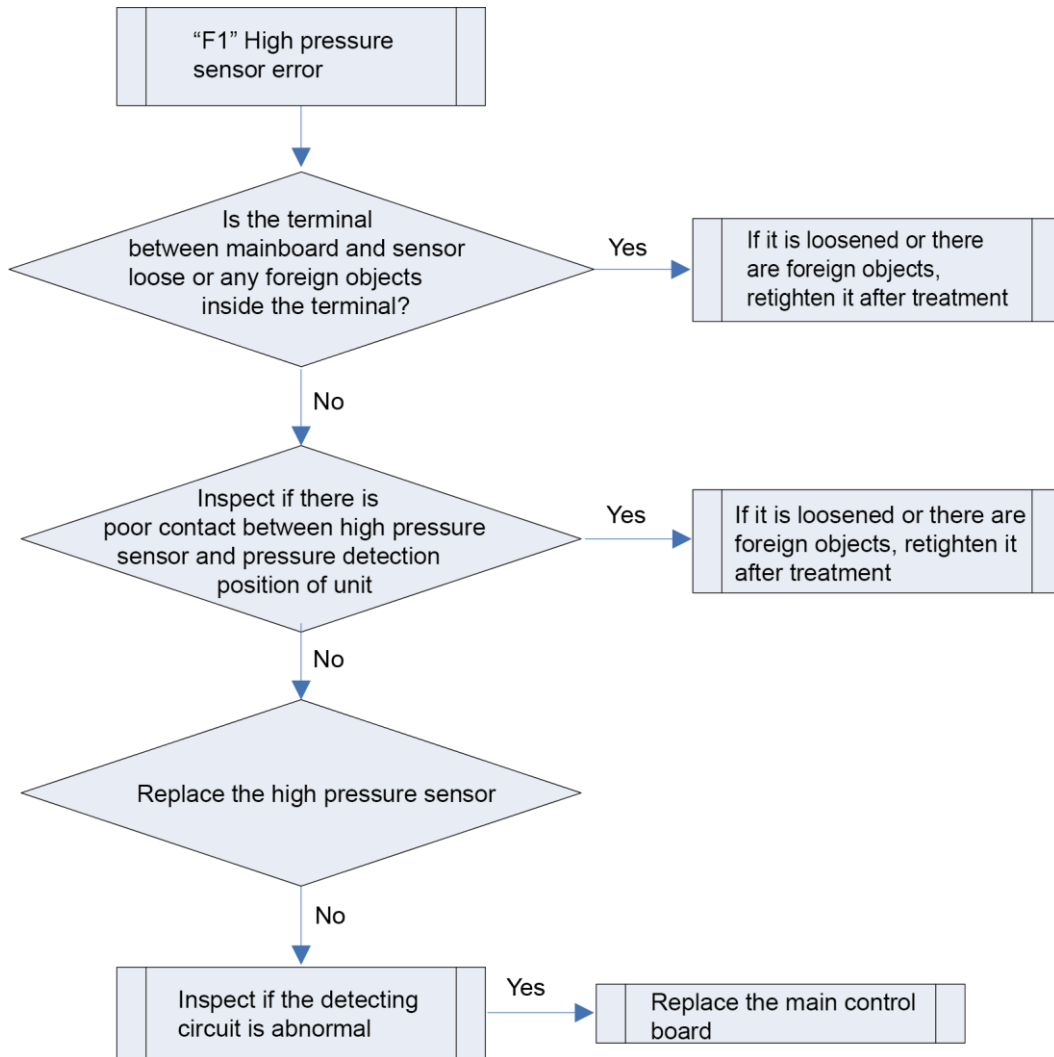 “F1” High pressure
sensor error
Is the terminal
between mainboard and sensor
loose or any foreign objects
inside the terminal?
Yes
If it is loosened or there
are foreign objects,
retighten it after treatment
No
Inspect if there is
poor contact between high pressure
sensor and pressure detection
position of unit
Yes
If it is loosened or there are
foreign objects, retighten it
after treatment
No
Replace the high pressure sensor
No
Inspect if the detecting
circuit is abnormal
Yes
Replace the main control
board